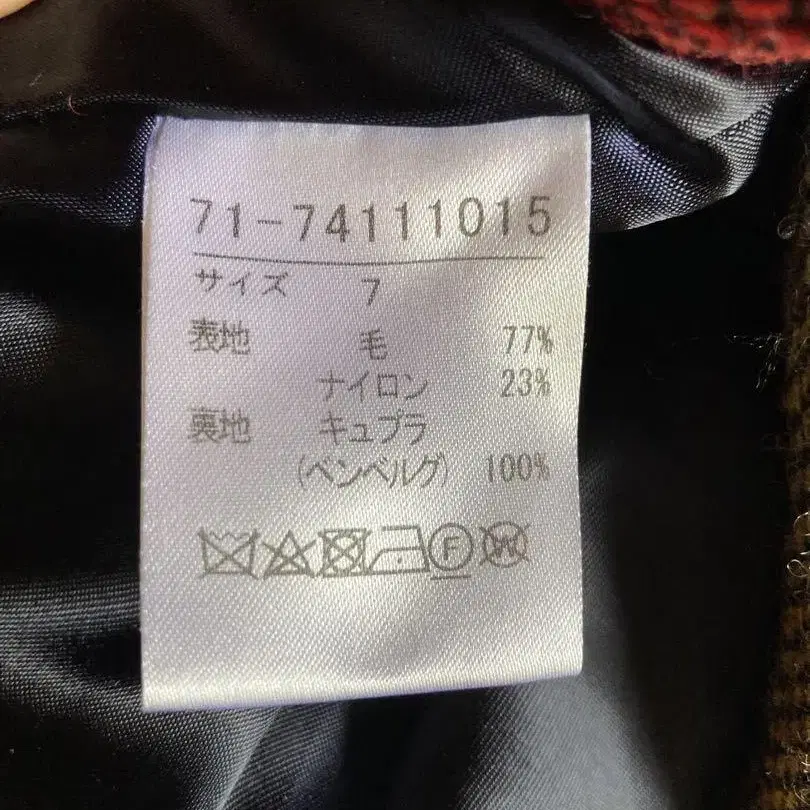 71-74111015
サイズ 7
表地 毛 77%
ナイロン 23%
裏地 キュプラ
(ベンベルグ) 100%
F W